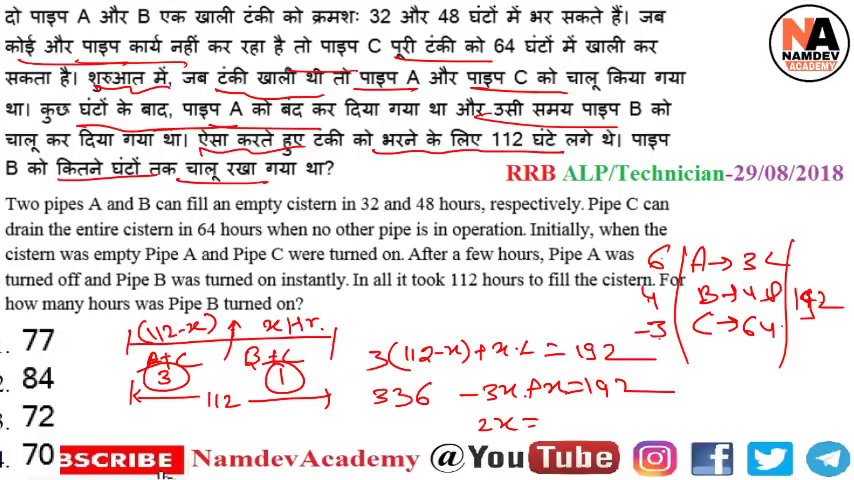 दो पाइप A और B एक खाली टंकी को क्रमशः 32 और 48 घंटों में भर सकते हैं। जब
कोई और पाइप कार्य नहीं कर रहा है तो पाइप C पूरी टंकी को 64 घंटों में खाली कर
सकता है। शुरुआत में, जब टंकी खाली थी तो पाइप A और पाइप C को चालू किया गया
था। कुछ घंटों के बाद, पाइप A को बंद कर दिया गया था और उसी समय पाइप B को
चालू कर दिया गया था। ऐसा करते हुए टंकी को भरने के लिए 112 घंटे लगे थे। पाइप
B को कितने घंटों तक चालू रखा गया था?
NAMDEV
ACADEMY
RRB ALP/Technician-29/08/2018
Two pipes A and B can fill an empty cistern in 32 and 48 hours, respectively. Pipe C can
drain the entire cistern in 64 hours when no other pipe is in operation. Initially, when the
cistern was empty Pipe A and Pipe C were turned on. After a few hours, Pipe A was
turned off and Pipe B was turned on instantly. In all it took 112 hours to fill the cistern. For
how many hours was Pipe B turned on?
6 A→32
4 B→48 192
-3 C→64
(112-x) x Hr.
A+C B+C
3 1
112
3(112-x)+x.1=192
336 -3x+x=192
2x=
1. 77
2. 84
3. 72
4. 70
SUBSCRIBE NamdevAcademy @YouTube